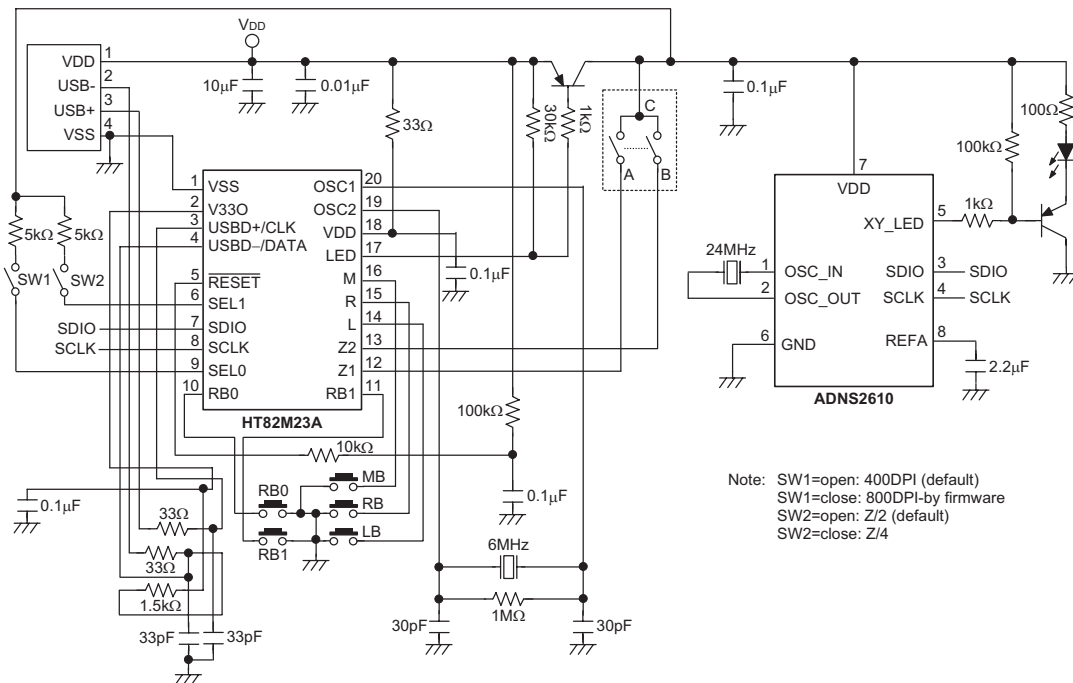 VDD
VDD 1
USB- 2
USB+ 3
VSS 4
10μF
0.01μF
33Ω
30kΩ
1kΩ
C
A
B
0.1μF
100Ω
100kΩ
5kΩ
5kΩ
SW1
SW2
1 VSS
2 V33O
3 USBD+/CLK
4 USBD−/DATA
5 RESET
6 SEL1
SDIO 7 SDIO
SCLK 8 SCLK
9 SEL0
10 RB0
OSC1 20
OSC2 19
VDD 18
LED 17
M 16
R 15
L 14
Z2 13
Z1 12
RB1 11
HT82M23A
0.1μF
7
VDD
XY_LED 5
1kΩ
24MHz
1 OSC_IN
2 OSC_OUT
SDIO 3 SDIO
SCLK 4 SCLK
6 GND
REFA 8
2.2μF
ADNS2610
100kΩ
10kΩ
0.1μF
0.1μF
RB0
MB
RB
RB1
LB
33Ω
33Ω
1.5kΩ
33pF
33pF
6MHz
1MΩ
30pF
30pF
Note: SW1=open: 400DPI (default)
SW1=close: 800DPI-by firmware
SW2=open: Z/2 (default)
SW2=close: Z/4